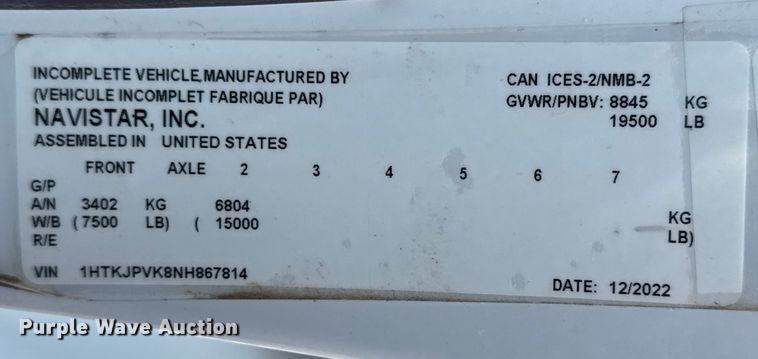 INCOMPLETE VEHICLE, MANUFACTURED BY
(VEHICULE INCOMPLET FABRIQUE PAR)
NAVISTAR, INC.
ASSEMBLED IN UNITED STATES
CAN ICES-2/NMB-2
GVWR/PNBV: 8845 KG
19500 LB
FRONT AXLE 2 3 4 5 6 7
G/P
A/N 3402 KG 6804 KG
W/B ( 7500 LB) ( 15000 LB)
R/E
VIN 1HTKJPVK8NH867814
DATE: 12/2022
Purple Wave Auction